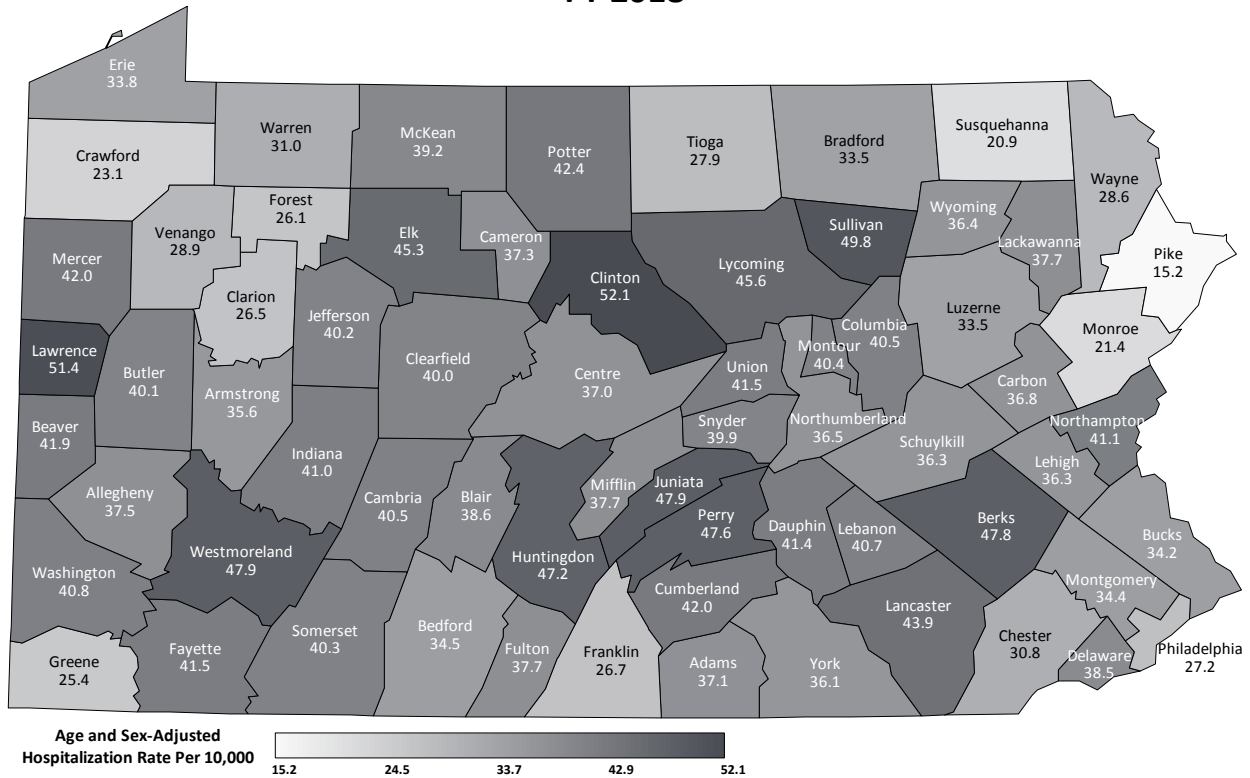 Erie
33.8
Warren
31.0
McKean
39.2
Potter
42.4
Tioga
27.9
Bradford
33.5
Susquehanna
20.9
Wayne
28.6
Crawford
23.1
Forest
26.1
Venango
28.9
Elk
45.3
Cameron
37.3
Sullivan
49.8
Wyoming
36.4
Lackawanna
37.7
Pike
15.2
Mercer
42.0
Clarion
26.5
Clinton
52.1
Lycoming
45.6
Jefferson
40.2
Columbia
40.5
Luzerne
33.5
Monroe
21.4
Lawrence
51.4
Butler
40.1
Armstrong
35.6
Clearfield
40.0
Centre
37.0
Union
41.5
Montour
40.4
Carbon
36.8
Beaver
41.9
Snyder
39.9
Northumberland
36.5
Schuylkill
36.3
Northampton
41.1
Indiana
41.0
Lehigh
36.3
Allegheny
37.5
Cambria
40.5
Blair
38.6
Mifflin
37.7
Juniata
47.9
Perry
47.6
Dauphin
41.4
Lebanon
40.7
Berks
47.8
Bucks
34.2
Westmoreland
47.9
Huntingdon
47.2
Washington
40.8
Cumberland
42.0
Montgomery
34.4
Lancaster
43.9
Somerset
40.3
Bedford
34.5
Fayette
41.5
Fulton
37.7
Franklin
26.7
Adams
37.1
York
36.1
Chester
30.8
Delaware
38.5
Philadelphia
27.2
Greene
25.4
Age and Sex-Adjusted
Hospitalization Rate Per 10,000
15.2 24.5 33.7 42.9 52.1